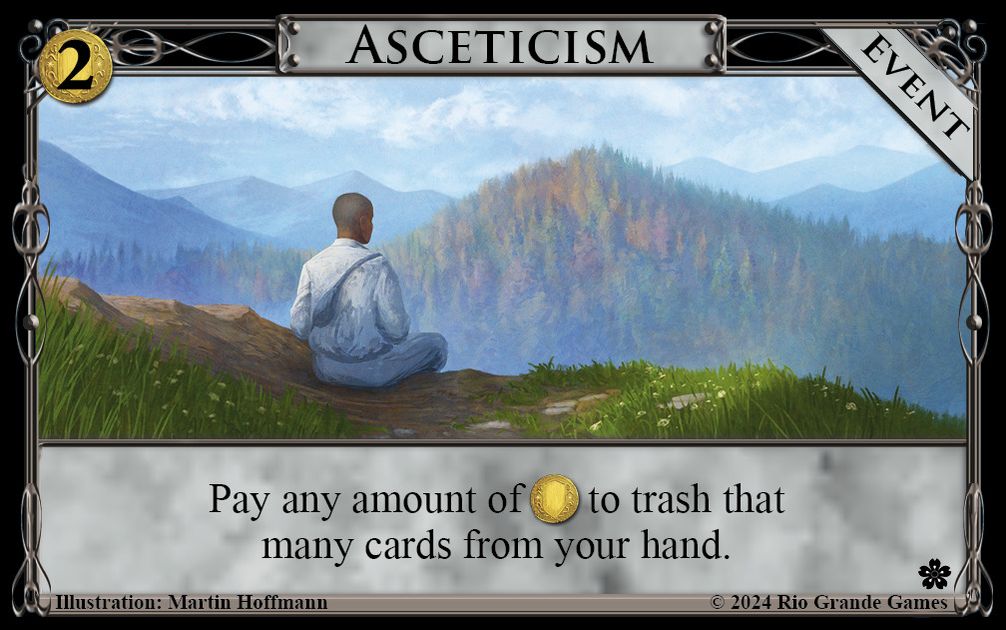 2
ASCETICISM
EVENT
Pay any amount of to trash that
many cards from your hand.
Illustration: Martin Hoffmann
© 2024 Rio Grande Games